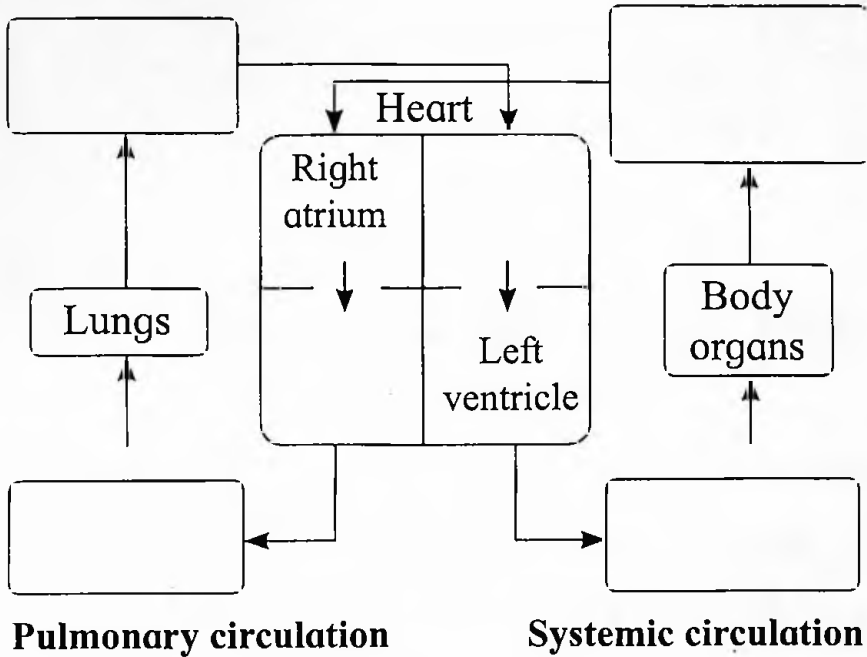 Heart
Right
atrium
Lungs
Body
organs
Left
ventricle
Pulmonary circulation
Systemic circulation